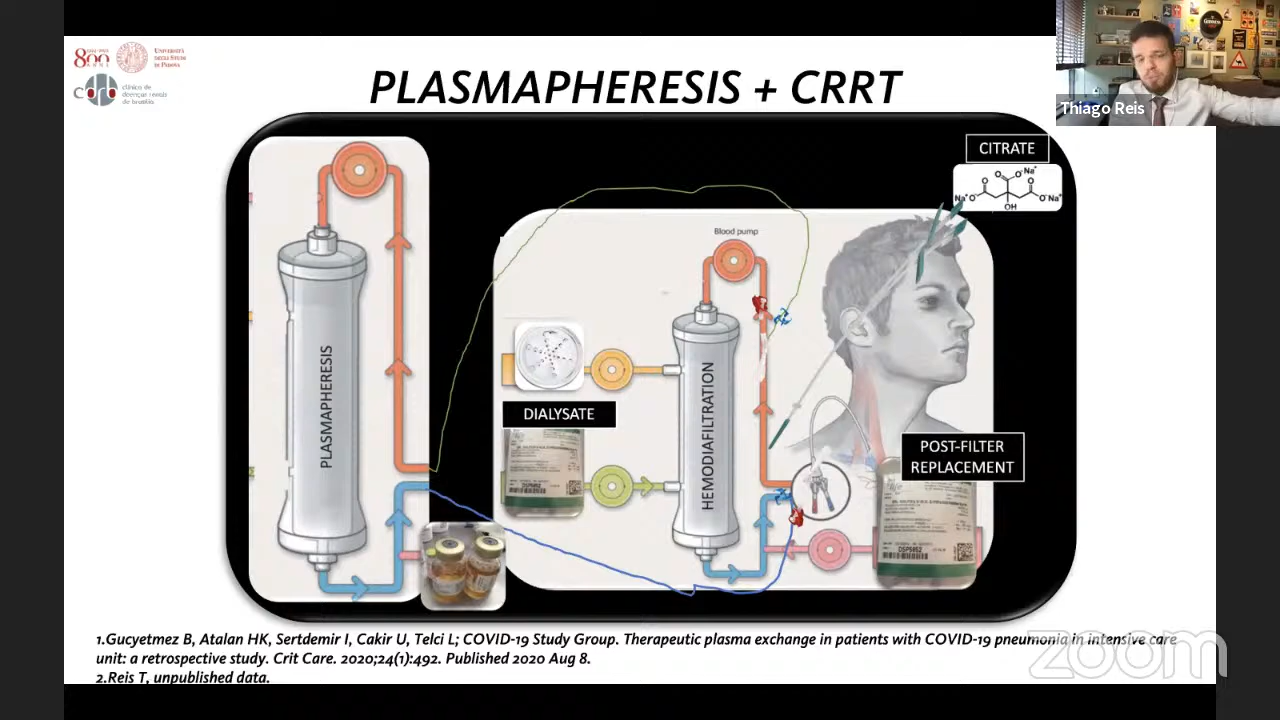 800
UNIVERSITÀ
DEGLI STUDI
DI PADOVA
cdrb
clínica de
doenças renais
de brasília
PLASMAPHERESIS + CRRT
Thiago Reis
CITRATE
Na⁺
Na⁺
Na⁺
OH
Blood pump
PLASMAPHERESIS
HEMODIAFILTRATION
DIALYSATE
POST-FILTER
REPLACEMENT
1.Gucyetmez B, Atalan HK, Sertdemir I, Cakir U, Telci L; COVID-19 Study Group. Therapeutic plasma exchange in patients with COVID-19 pneumonia in intensive care
unit: a retrospective study. Crit Care. 2020;24(1):492. Published 2020 Aug 8.
2.Reis T, unpublished data.
zoom